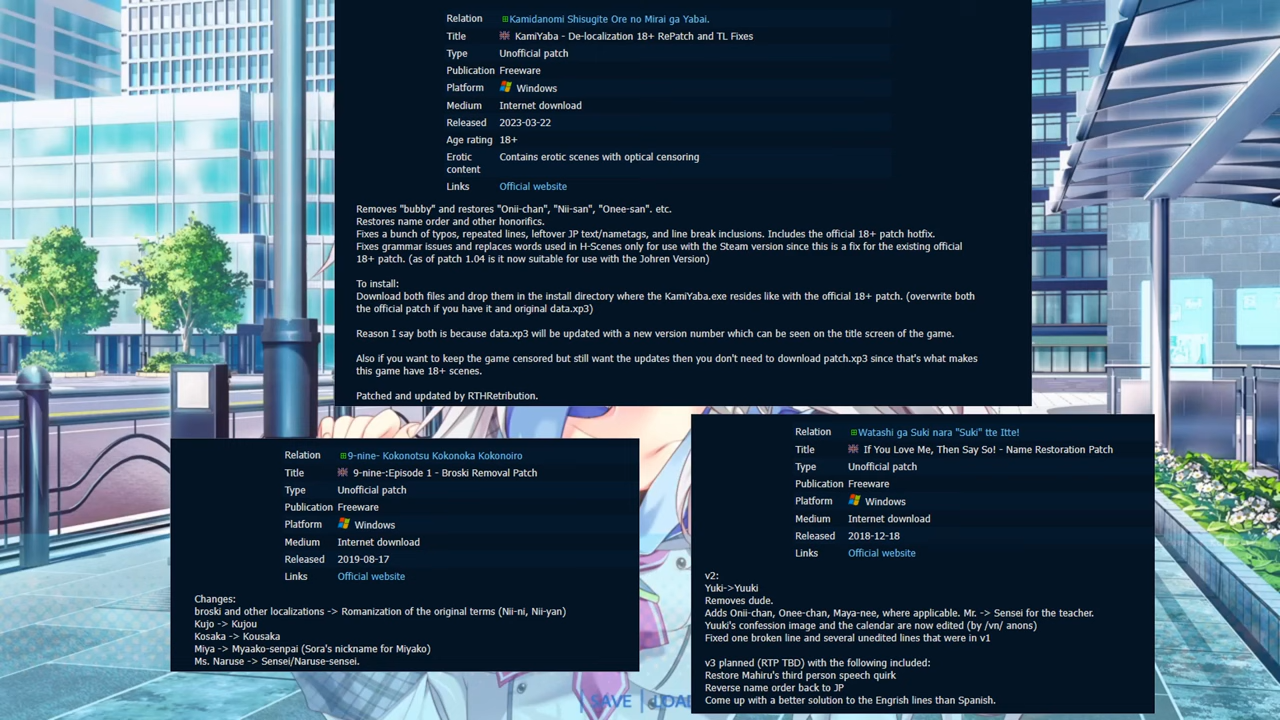 Relation Kamidanomi Shisugite Ore no Mirai ga Yabai.
Title KamiYaba - De-localization 18+ RePatch and TL Fixes
Type Unofficial patch
Publication Freeware
Platform Windows
Medium Internet download
Released 2023-03-22
Age rating 18+
Erotic content Contains erotic scenes with optical censoring
Links Official website
Removes "bubby" and restores "Onii-chan", "Nii-san", "Onee-san". etc.
Restores name order and other honorifics.
Fixes a bunch of typos, repeated lines, leftover JP text/nametags, and line break inclusions. Includes the official 18+ patch hotfix.
Fixes grammar issues and replaces words used in H-Scenes only for use with the Steam version since this is a fix for the existing official
18+ patch. (as of patch 1.04 is it now suitable for use with the Johren Version)
To install:
Download both files and drop them in the install directory where the KamiYaba.exe resides like with the official 18+ patch. (overwrite both
the official patch if you have it and original data.xp3)
Reason I say both is because data.xp3 will be updated with a new version number which can be seen on the title screen of the game.
Also if you want to keep the game censored but still want the updates then you don't need to download patch.xp3 since that's what makes
this game have 18+ scenes.
Patched and updated by RTHRetribution.
Relation 9-nine- Kokonotsu Kokonoka Kokonoiro
Title 9-nine-:Episode 1 - Broski Removal Patch
Type Unofficial patch
Publication Freeware
Platform Windows
Medium Internet download
Released 2019-08-17
Links Official website
Changes:
broski and other localizations -> Romanization of the original terms (Nii-ni, Nii-yan)
Kujo -> Kujou
Kosaka -> Kousaka
Miya -> Myaako-senpai (Sora's nickname for Miyako)
Ms. Naruse -> Sensei/Naruse-sensei.
Relation Watashi ga Suki nara "Suki" tte Itte!
Title If You Love Me, Then Say So! - Name Restoration Patch
Type Unofficial patch
Publication Freeware
Platform Windows
Medium Internet download
Released 2018-12-18
Links Official website
v2:
Yuki->Yuuki
Removes dude.
Adds Onii-chan, Onee-chan, Maya-nee, where applicable. Mr. -> Sensei for the teacher.
Yuuki's confession image and the calendar are now edited (by /vn/ anons)
Fixed one broken line and several unedited lines that were in v1
v3 planned (RTP TBD) with the following included:
Restore Mahiru's third person speech quirk
Reverse name order back to JP
Come up with a better solution to the Engrish lines than Spanish.
| SAVE | LOA